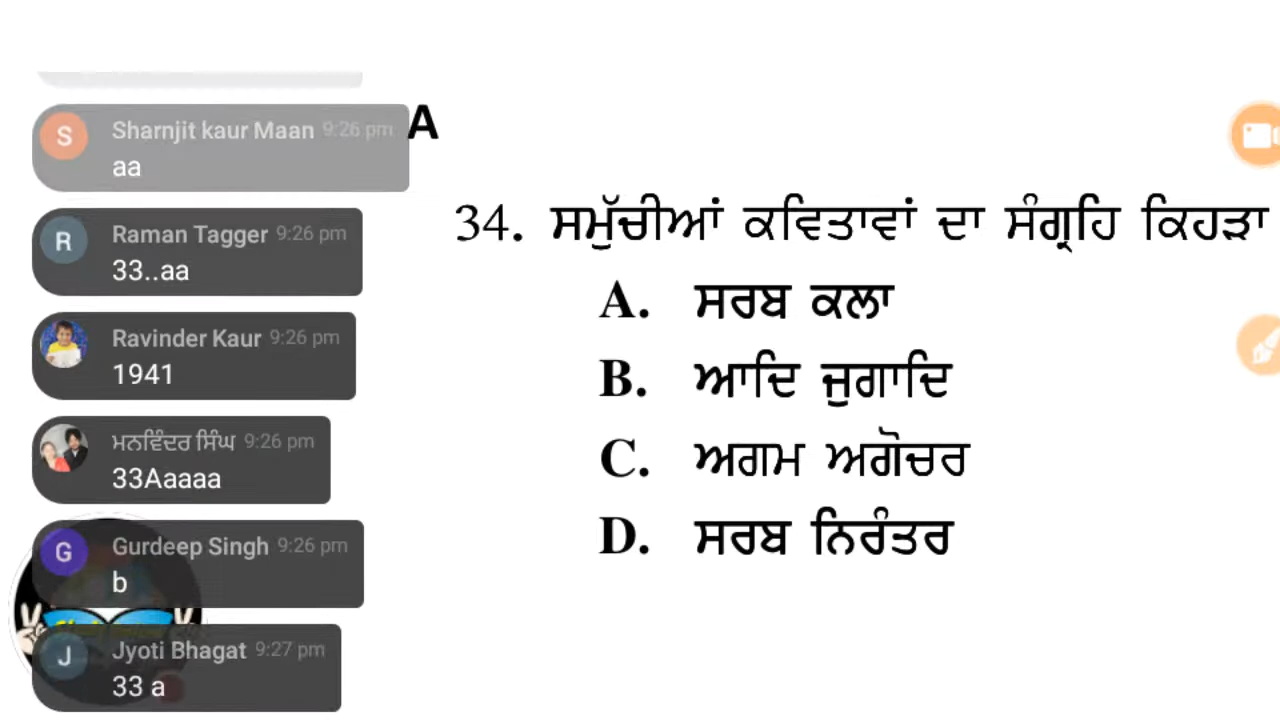 Sharnjit kaur Maan 9:26 pm
aa
Raman Tagger 9:26 pm
33..aa
Ravinder Kaur 9:26 pm
1941
ਮਨਵਿੰਦਰ ਸਿੰਘ 9:26 pm
33Aaaaa
Gurdeep Singh 9:26 pm
b
Jyoti Bhagat 9:27 pm
33 a
A
34. ਸਮੁੱਚੀਆਂ ਕਵਿਤਾਵਾਂ ਦਾ ਸੰਗ੍ਰਹਿ ਕਿਹੜਾ
A. ਸਰਬ ਕਲਾ
B. ਆਦਿ ਜੁਗਾਦਿ
C. ਅਗਮ ਅਗੋਚਰ
D. ਸਰਬ ਨਿਰੰਤਰ
S
R
G
J